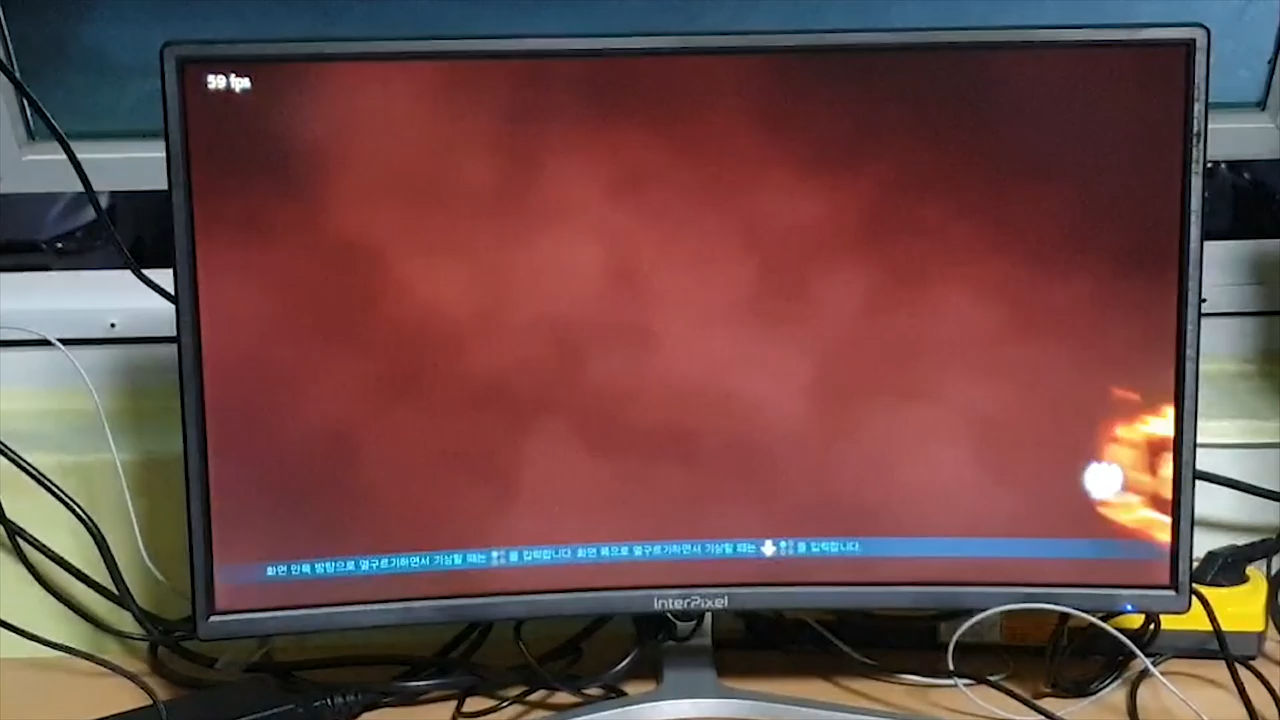 59 fps
화면 안쪽 방향으로 옆구르기하면서 기상할 때는 를 입력합니다. 화면 쪽으로 옆구르기하면서 기상할 때는 를 입력합니다.
InterPixel